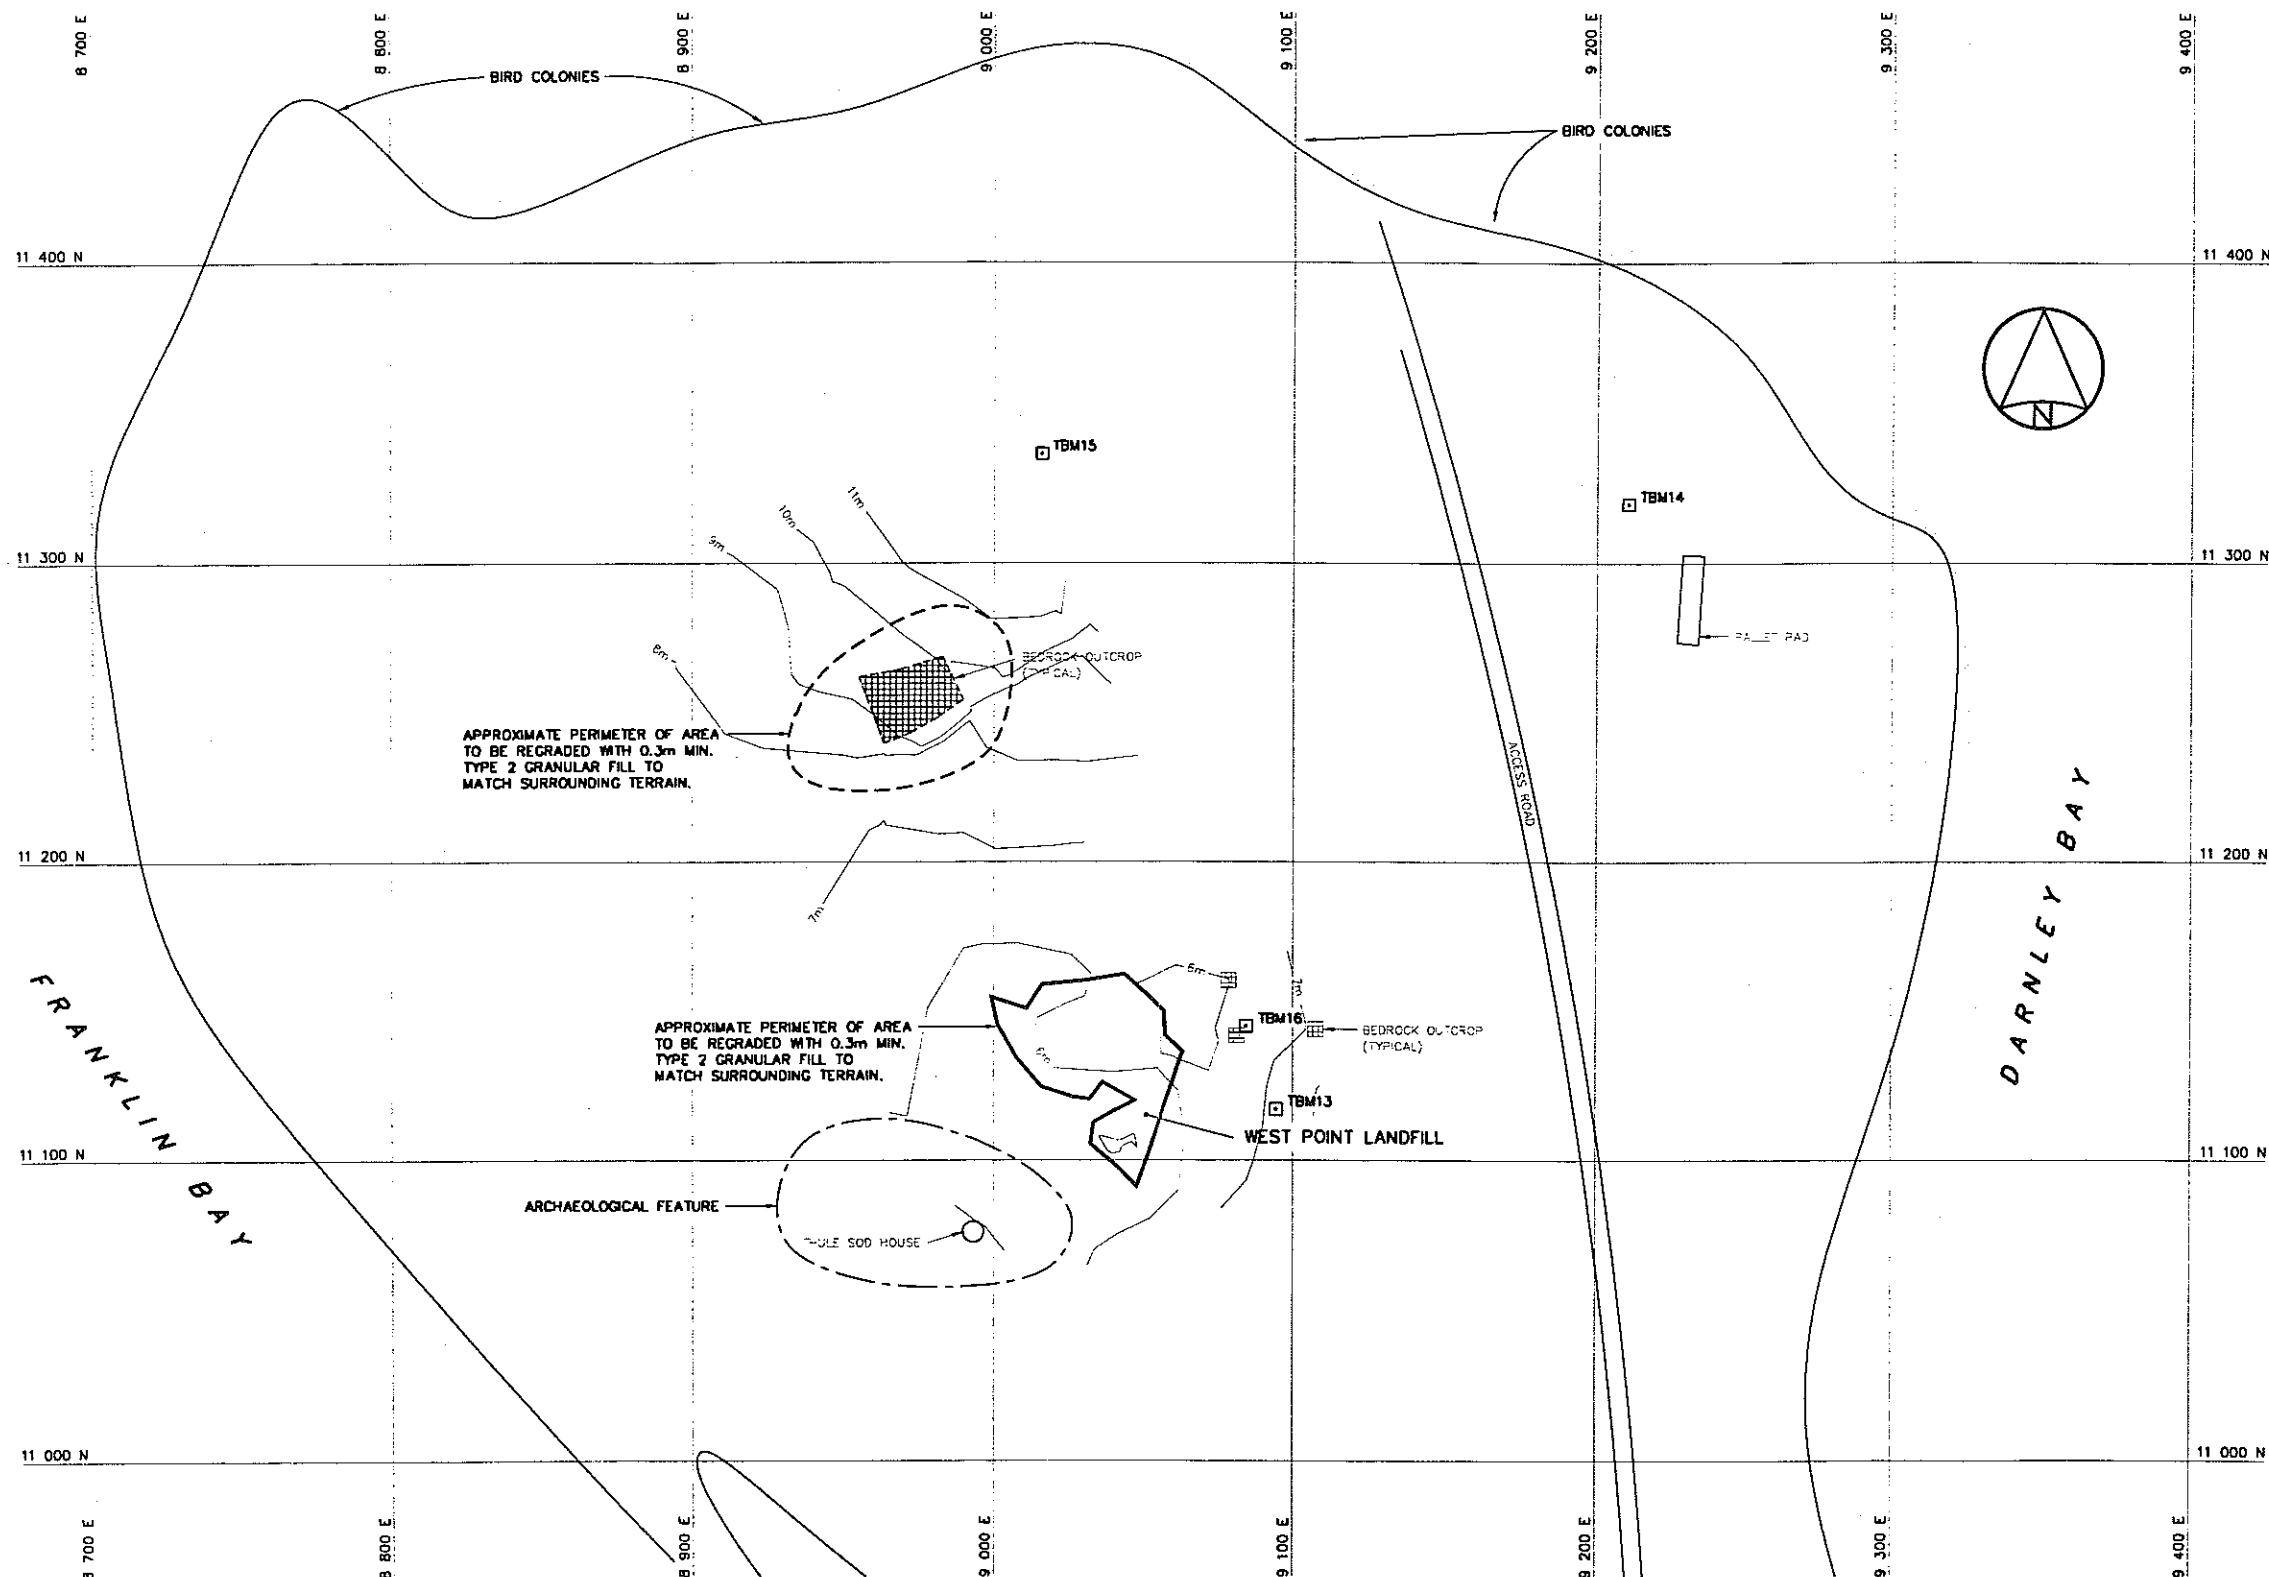 8 700 E
8 800 E
8 900 E
9 000 E
9 100 E
9 200 E
9 300 E
9 400 E
BIRD COLONIES
BIRD COLONIES
11 400 N
11 400 N
N
TBM15
TBM14
11m
10m
9m
8m
11 300 N
11 300 N
PALLET PAD
BEDROCK OUTCROP
(TYPICAL)
APPROXIMATE PERIMETER OF AREA
TO BE REGRADED WITH 0.3m MIN.
TYPE 2 GRANULAR FILL TO
MATCH SURROUNDING TERRAIN.
ACCESS ROAD
DARNLEY BAY
11 200 N
11 200 N
7m
6m
7m
FRANKLIN BAY
APPROXIMATE PERIMETER OF AREA
TO BE REGRADED WITH 0.3m MIN.
TYPE 2 GRANULAR FILL TO
MATCH SURROUNDING TERRAIN.
6m
TBM16
BEDROCK OUTCROP
(TYPICAL)
TBM13
WEST POINT LANDFILL
11 100 N
11 100 N
ARCHAEOLOGICAL FEATURE
THULE SOD HOUSE
11 000 N
11 000 N
8 700 E
8 800 E
8 900 E
9 000 E
9 100 E
9 200 E
9 300 E
9 400 E